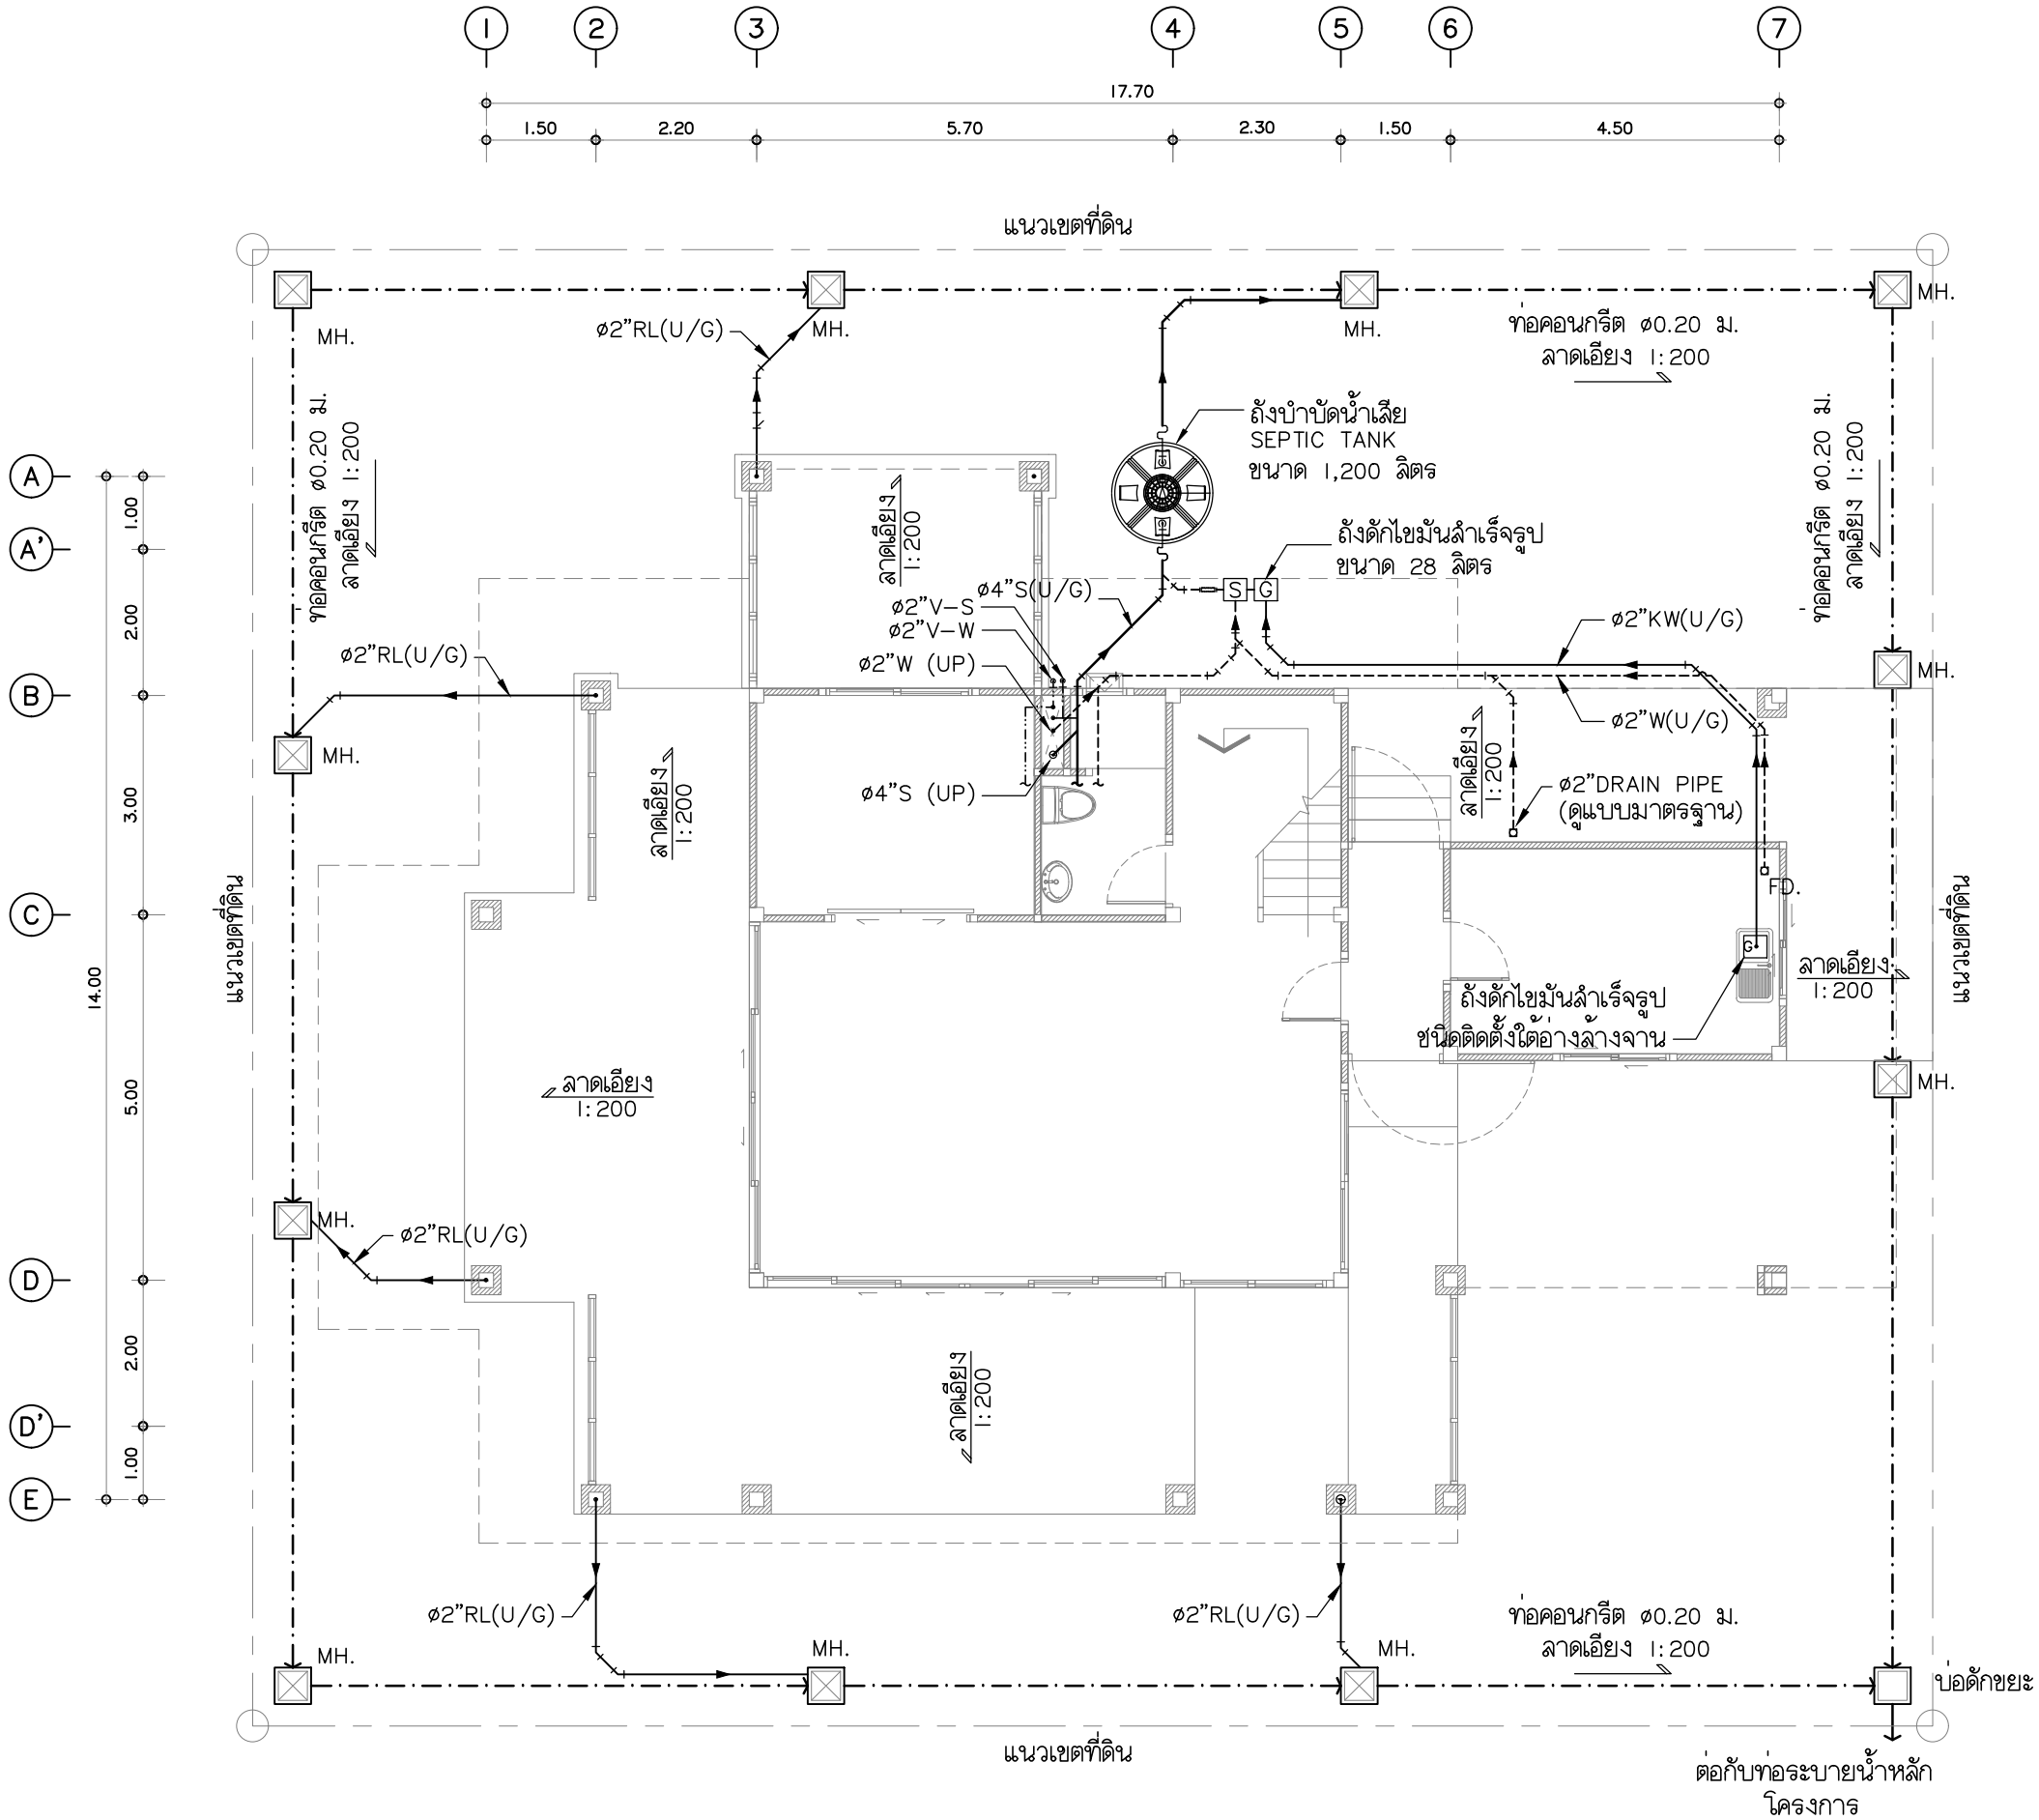 1 2 3 4 5 6 7
17.70
1.50 2.20 5.70 2.30 1.50 4.50
แนวเขตที่ดิน
MH.
MH.
MH.
MH.
ø2"RL(U/G)
ท่อคอนกรีต ø0.20 ม.
ลาดเอียง 1:200
ท่อคอนกรีต ø0.20 ม.
ลาดเอียง 1:200
ท่อคอนกรีต ø0.20 ม.
ลาดเอียง 1:200
ถังบำบัดน้ำเสีย
SEPTIC TANK
ขนาด 1,200 ลิตร
A
A'
B
C
D
D'
E
14.00
1.00
2.00
3.00
5.00
2.00
1.00
ลาดเอียง
1:200
ถังดักไขมันสำเร็จรูป
ขนาด 28 ลิตร
S G
ø4"S(U/G)
ø2"V-S
ø2"V-W
ø2"W (UP)
ø4"S (UP)
ø2"KW(U/G)
ø2"W(U/G)
ø2"RL(U/G)
MH.
MH.
ลาดเอียง
1:200
ลาดเอียง
1:200
ø2"DRAIN PIPE
(ดูแบบมาตรฐาน)
FD.
G
แนวเขตที่ดิน
แนวเขตที่ดิน
ลาดเอียง
1:200
ถังดักไขมันสำเร็จรูป
ชนิดติดตั้งใต้อ่างล้างจาน
MH.
ลาดเอียง
1:200
MH.
ø2"RL(U/G)
ลาดเอียง
1:200
ø2"RL(U/G)
ø2"RL(U/G)
ท่อคอนกรีต ø0.20 ม.
ลาดเอียง 1:200
MH.
MH.
MH.
บ่อดักขยะ
แนวเขตที่ดิน
ต่อกับท่อระบายน้ำหลัก
โครงการ